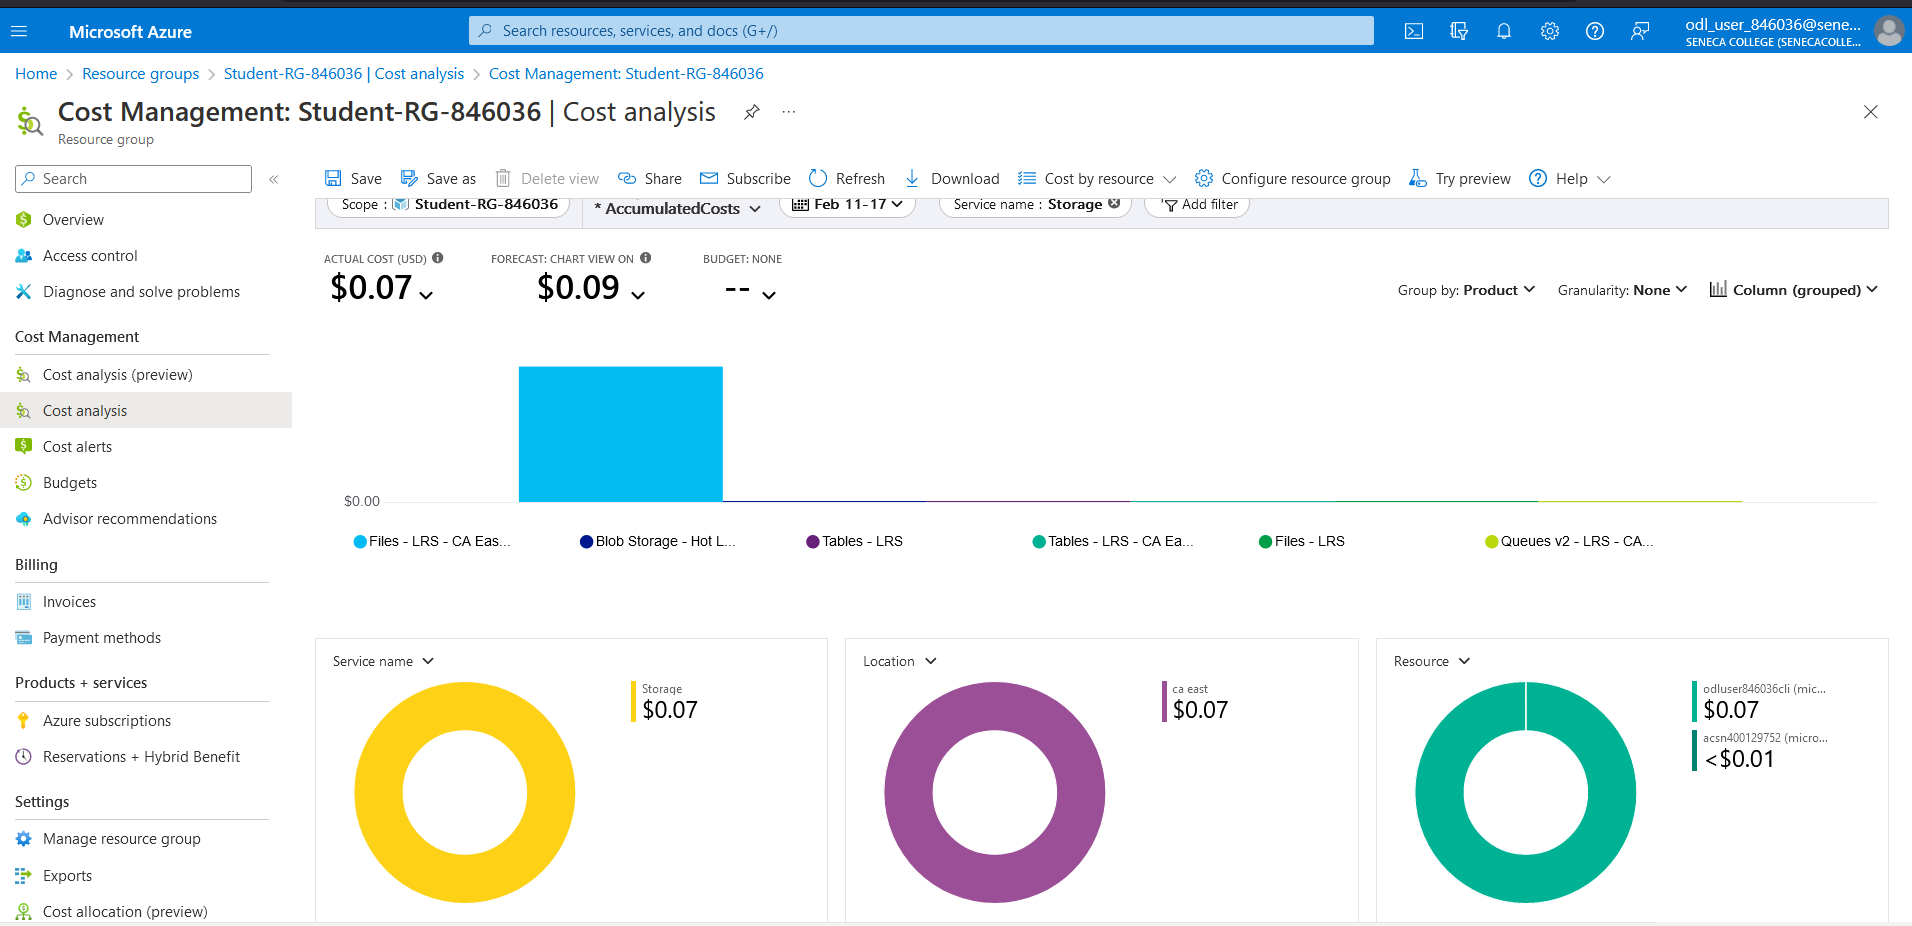 Microsoft Azure
Search resources, services, and docs (G+/)
odl_user_846036@sene...
SENECA COLLEGE (SENECACOLLE...
Home > Resource groups > Student-RG-846036 | Cost analysis > Cost Management: Student-RG-846036
Cost Management: Student-RG-846036 | Cost analysis
...
Resource group
Search
«
Save
Save as
Delete view
Share
Subscribe
Refresh
Download
Cost by resource
Configure resource group
Try preview
Help
Scope : Student-RG-846036
* AccumulatedCosts
Feb 11-17
Service name : Storage
Add filter
Overview
Access control
Diagnose and solve problems
Cost Management
Cost analysis (preview)
Cost analysis
Cost alerts
Budgets
Advisor recommendations
Billing
Invoices
Payment methods
Products + services
Azure subscriptions
Reservations + Hybrid Benefit
Settings
Manage resource group
Exports
Cost allocation (preview)
ACTUAL COST (USD)
$0.07
FORECAST: CHART VIEW ON
$0.09
BUDGET: NONE
--
Group by: Product
Granularity: None
Column (grouped)
$0.00
Files - LRS - CA Eas...
Blob Storage - Hot L...
Tables - LRS
Tables - LRS - CA Ea...
Files - LRS
Queues v2 - LRS - CA...
Service name
Storage
$0.07
Location
ca east
$0.07
Resource
odluser846036cli (mic...
$0.07
acsn400129752 (micro...
<$0.01